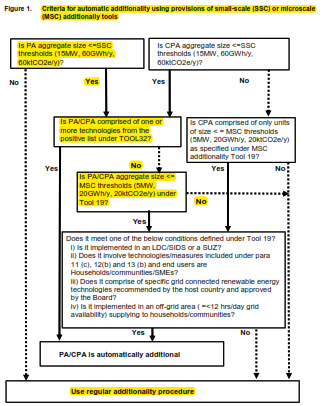 Figure 1. Criteria for automatic additionality using provisions of small-scale (SSC) or microscale
(MSC) additionally tools
Is PA aggregate size <=SSC
thresholds (15MW, 60GWh/y,
60ktCO2e/y)?
Is CPA aggregate size <=SSC
thresholds (15MW, 60GWh/y,
60ktCO2e/y)?
No
Yes
Yes
No
Is PA/CPA comprised of one or
more technologies from the
positive list under TOOL32?
Is CPA comprised of only units
of size < = MSC thresholds
(5MW, 20GWh/y, 20ktCO2e/y)
as specified under MSC
additionality Tool 19?
No
Yes
Yes
No
Is PA/CPA aggregate size <=
MSC thresholds (5MW,
20GWh/y, 20ktCO2e/y) under
Tool 19?
No
Yes
Does it meet one of the below conditions defined under Tool 19?
i) Is it implemented in an LDC/SIDS or a SUZ?
ii) Does it involve technologies/measures included under para
11 (c), 12(b) and 13 (b) and end users are
Households/communities/SMEs?
iii) Does it comprise of specific grid connected renewable energy
technologies recommended by the host country and approved
by the Board?
iv) Is it implemented in an off-grid area ( =<12 hrs/day grid
availability) supplying to households/communities?
Yes
No
PA/CPA is automatically additional
Use regular additionality procedure